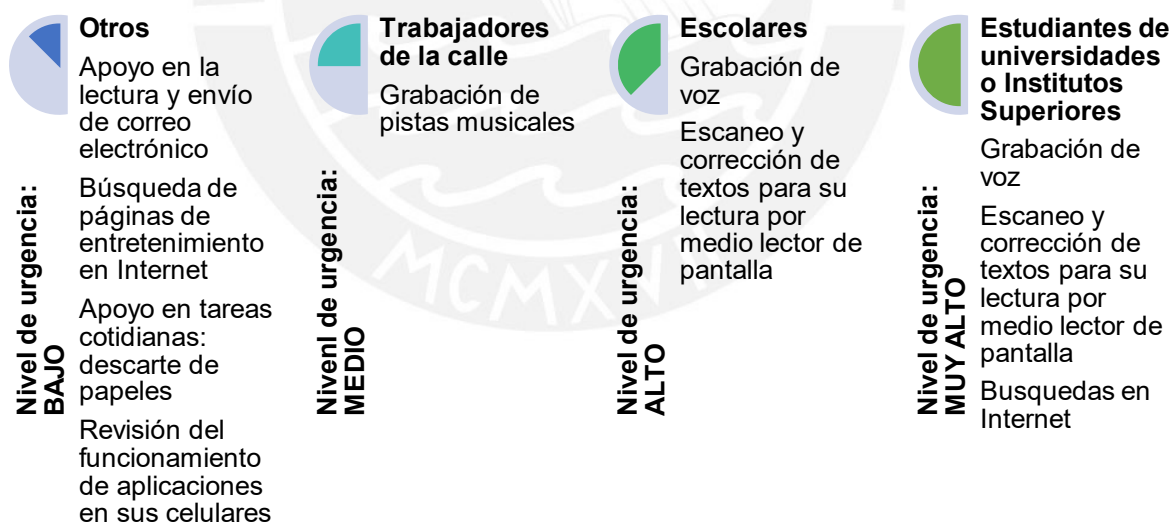 Nivel de urgencia:
BAJO
Otros
Apoyo en la
lectura y envío
de correo
electrónico
Búsqueda de
páginas de
entretenimiento
en Internet
Apoyo en tareas
cotidianas:
descarte de
papeles
Revisión del
funcionamiento
de aplicaciones
en sus celulares
Nivenl de urgencia:
MEDIO
Trabajadores
de la calle
Grabación de
pistas musicales
Nivel de urgencia:
ALTO
Escolares
Grabación de
voz
Escaneo y
corrección de
textos para su
lectura por
medio lector de
pantalla
Nivel de urgencia:
MUY ALTO
Estudiantes de
universidades
o Institutos
Superiores
Grabación de
voz
Escaneo y
corrección de
textos para su
lectura por
medio lector de
pantalla
Busquedas en
Internet
MCMXVII